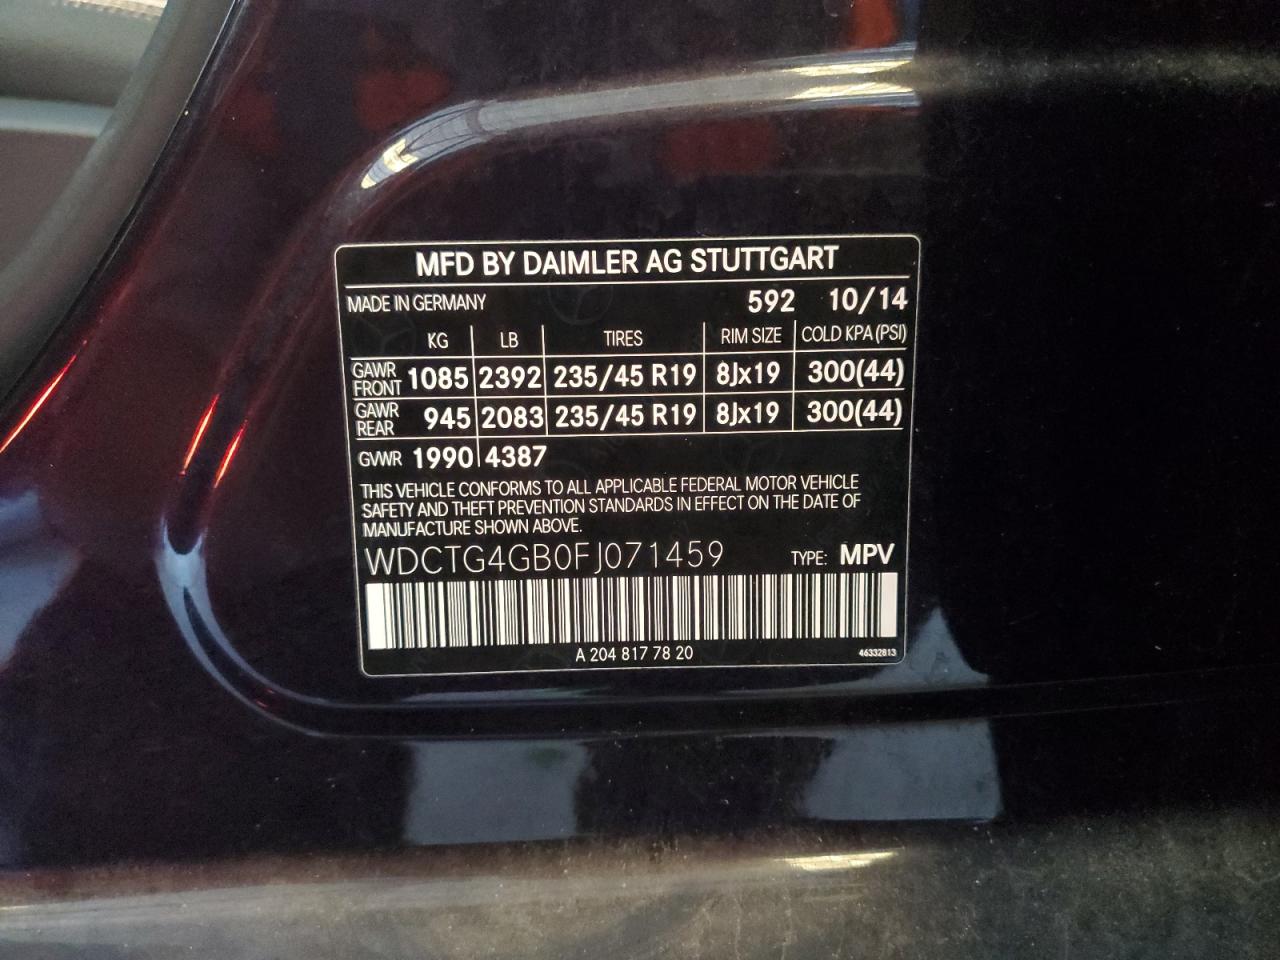 MFD BY DAIMLER AG STUTTGART
MADE IN GERMANY 592 10/14
KG LB TIRES RIM SIZE COLD KPA (PSI)
GAWR FRONT 1085 2392 235/45 R19 8Jx19 300(44)
GAWR REAR 945 2083 235/45 R19 8Jx19 300(44)
GVWR 1990 4387
THIS VEHICLE CONFORMS TO ALL APPLICABLE FEDERAL MOTOR VEHICLE
SAFETY AND THEFT PREVENTION STANDARDS IN EFFECT ON THE DATE OF
MANUFACTURE SHOWN ABOVE.
WDCTG4GB0FJ071459 TYPE: MPV
A 204 817 78 20 46332813